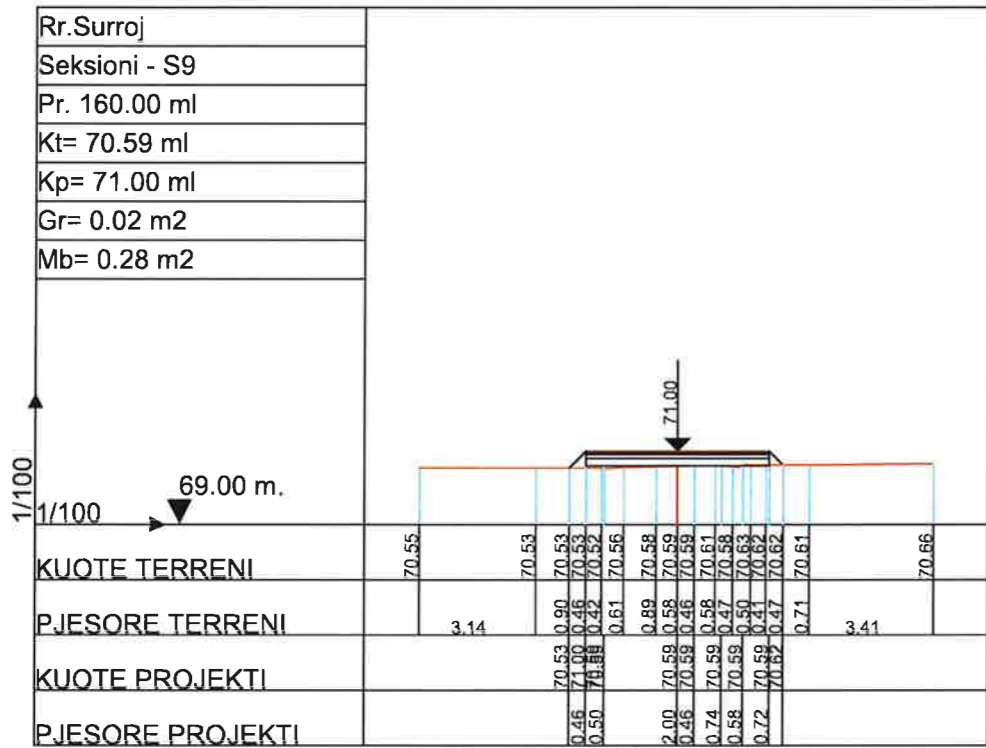 Rr.Surroj
Seksioni - S9
Pr. 160.00 ml
Kt= 70.59 ml
Kp= 71.00 ml
Gr= 0.02 m2
Mb= 0.28 m2
71.00
1/100
69.00 m.
1/100
KUOTE TERRENI 70.55 70.53 70.53 70.53 70.52 70.56 70.58 70.59 70.59 70.61 70.58 70.63 70.62 70.62 70.61 70.66
PJESORE TERRENI 3.14 0.90 0.46 0.42 0.61 0.89 0.58 0.46 0.58 0.47 0.50 0.41 0.47 0.71 3.41
KUOTE PROJEKTI 70.53 71.00 70.59 70.59 70.59 70.59 70.59 70.62
PJESORE PROJEKTI 0.46 0.50 2.00 0.46 0.74 0.58 0.72